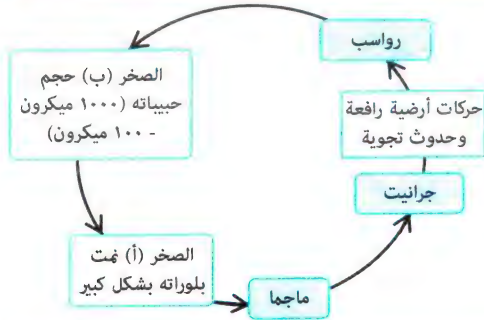 رواسب
الصخر (ب) حجم
حبيباته (١٠٠٠ ميكرون
- ١٠٠ ميكرون)
حركات أرضية رافعة
وحدوث تجوية
جرانيت
الصخر (أ) نمت
بلوراته بشكل كبير
ماجما